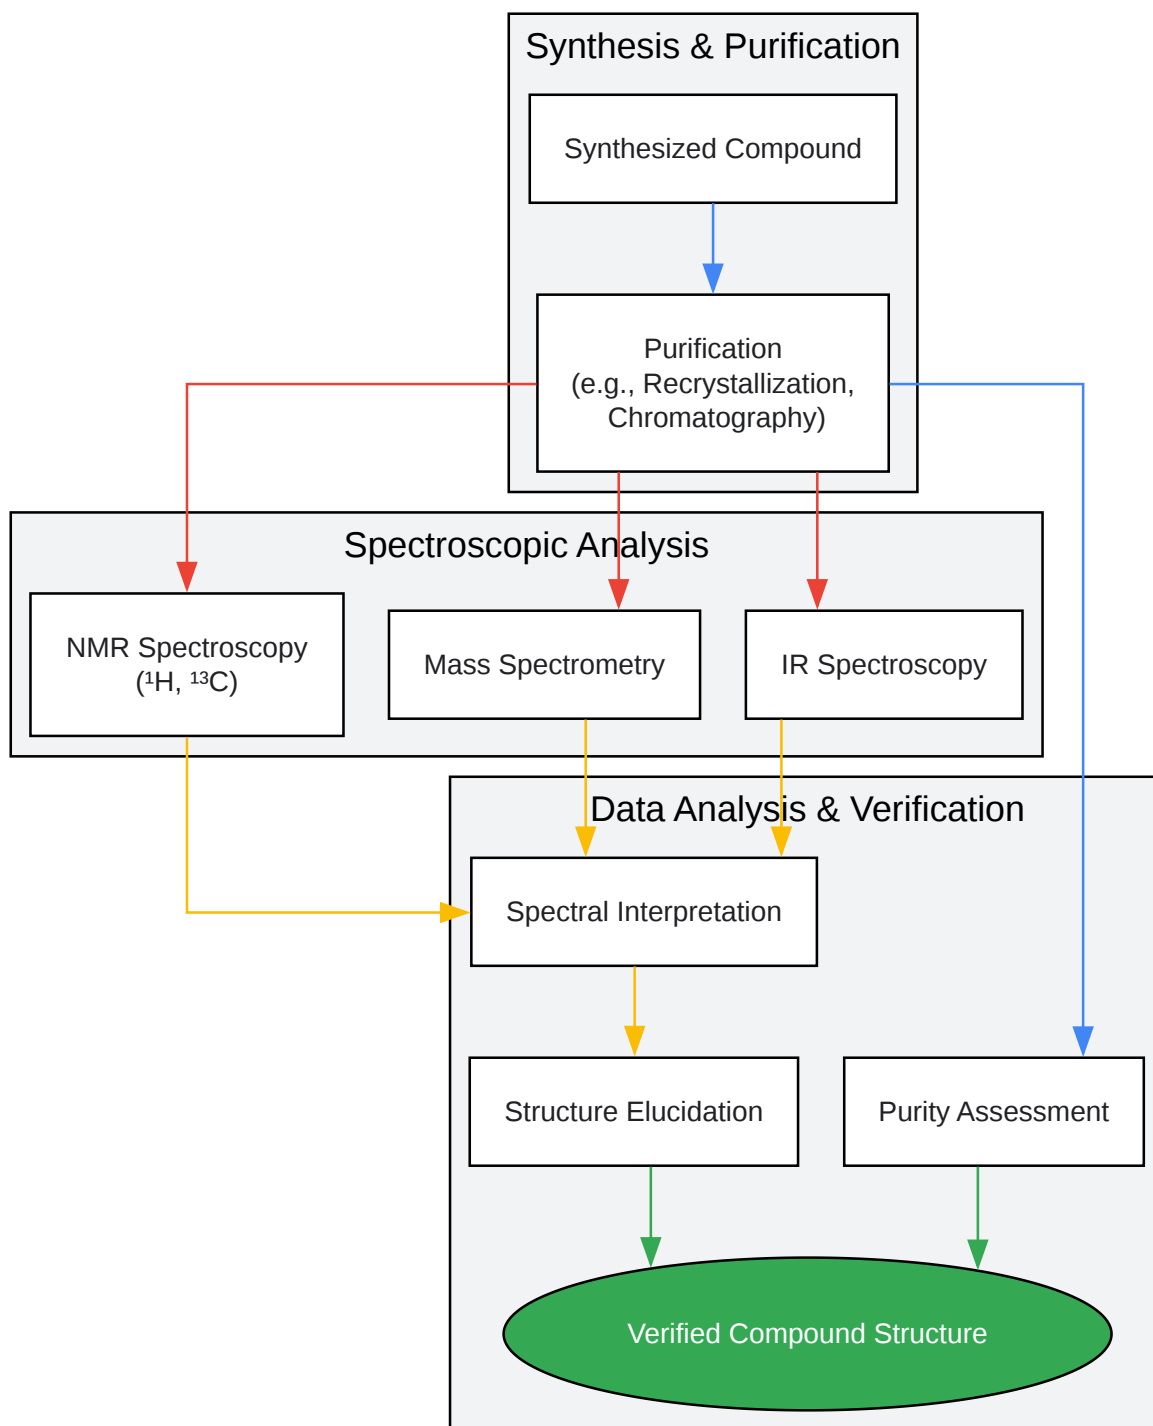 Synthesis & Purification
Synthesized Compound
Purification
(e.g., Recrystallization,
Chromatography)
Spectroscopic Analysis
NMR Spectroscopy
(¹H, ¹³C)
Mass Spectrometry
IR Spectroscopy
Data Analysis & Verification
Spectral Interpretation
Structure Elucidation
Purity Assessment
Verified Compound Structure